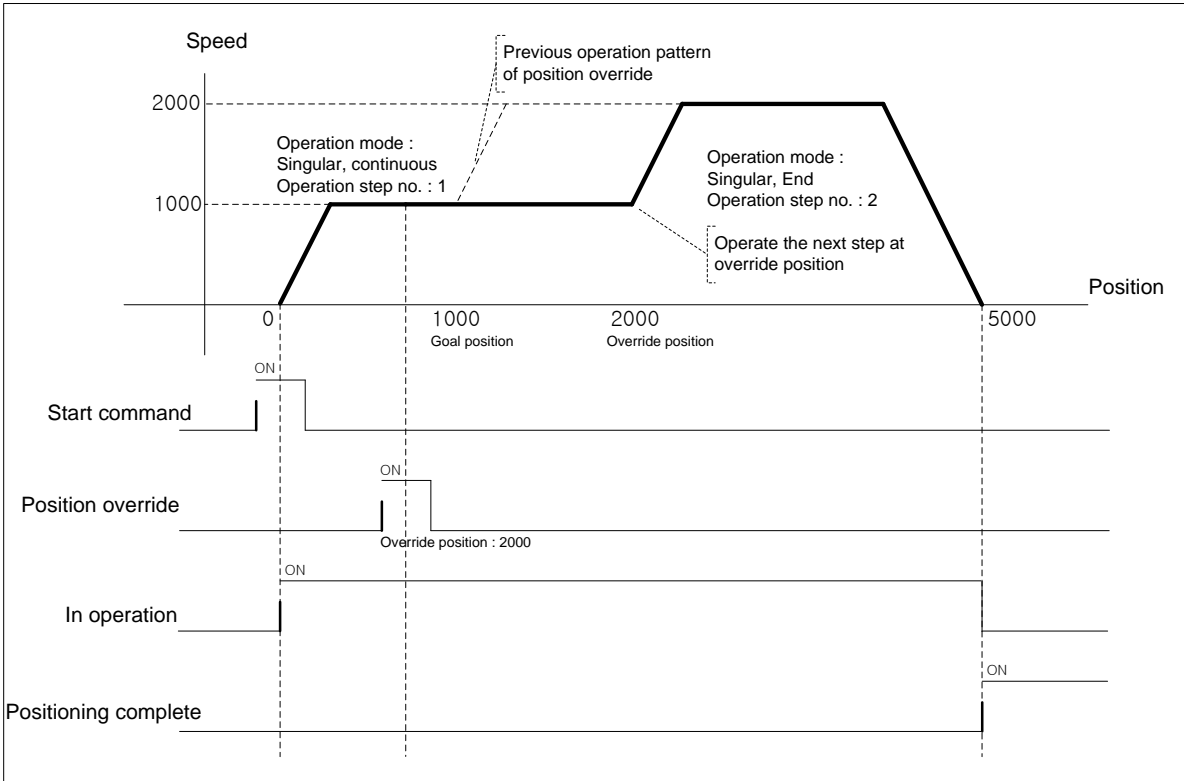 Speed
Previous operation pattern
of position override
2000
Operation mode :
Singular, continuous
Operation step no. : 1
Operation mode :
Singular, End
Operation step no. : 2
1000
Operate the next step at
override position
Position
0
1000
2000
5000
Goal position
Override position
ON
Start command
ON
Position override
Override position : 2000
ON
In operation
ON
Positioning complete